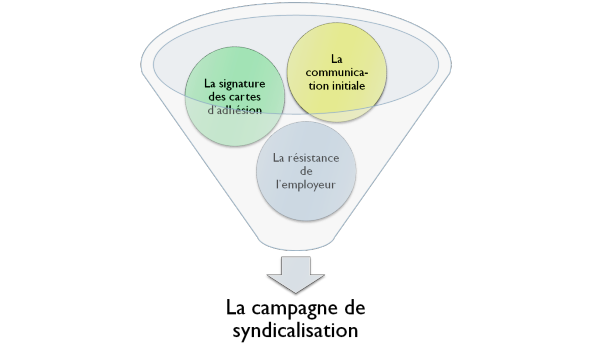 La signature
des cartes
d'adhésion
La
communica-
tion initiale
La résistance
de
l'employeur
La campagne de
syndicalisation